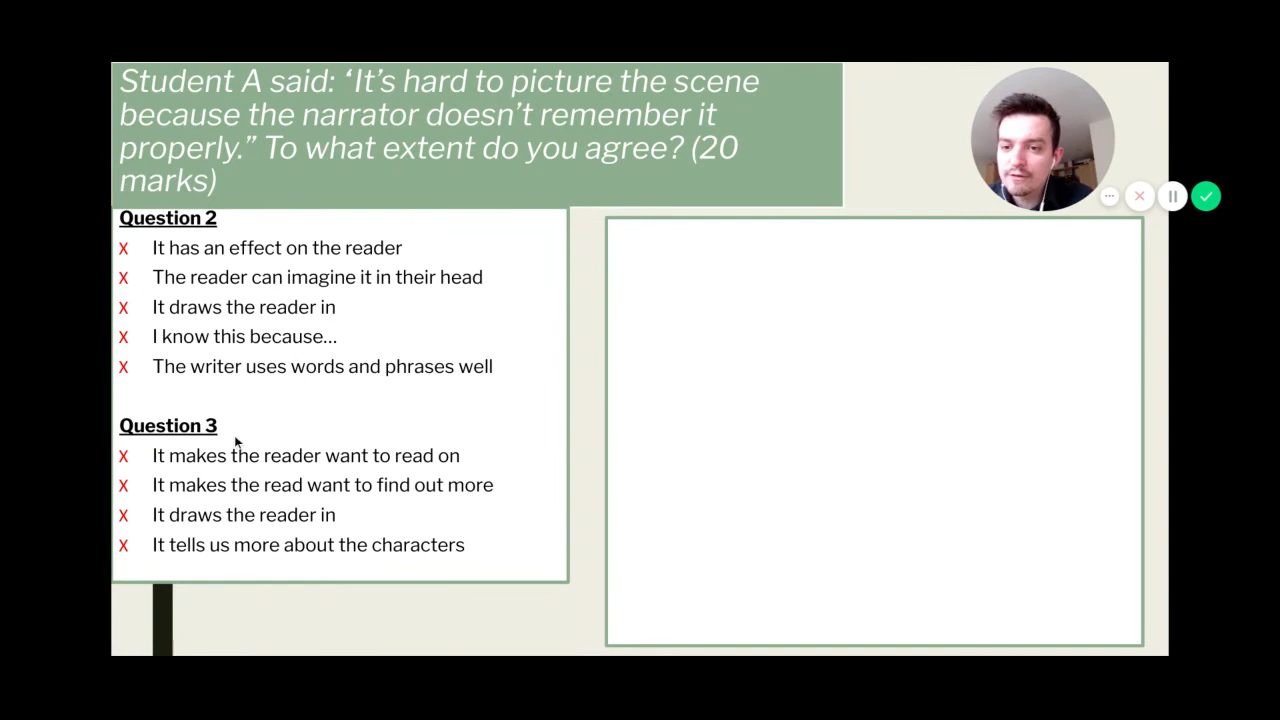 Student A said: ‘It’s hard to picture the scene
because the narrator doesn’t remember it
properly.” To what extent do you agree? (20
marks)
Question 2
X It has an effect on the reader
X The reader can imagine it in their head
X It draws the reader in
X I know this because...
X The writer uses words and phrases well
Question 3
X It makes the reader want to read on
X It makes the read want to find out more
X It draws the reader in
X It tells us more about the characters